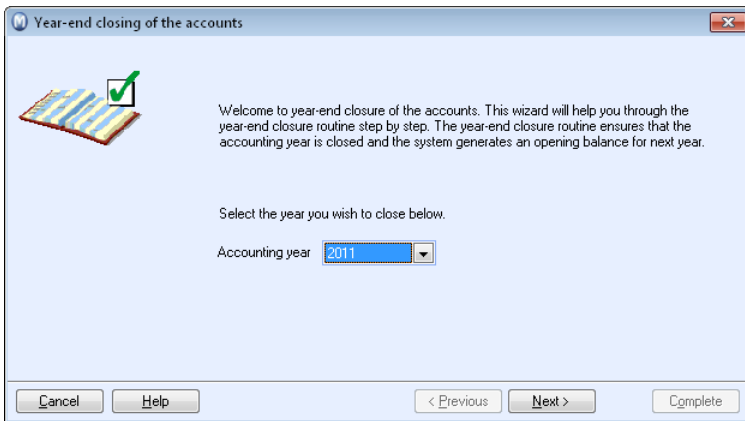 Year-end closing of the accounts
Welcome to year-end closure of the accounts. This wizard will help you through the
year-end closure routine step by step. The year-end closure routine ensures that the
accounting year is closed and the system generates an opening balance for next year.
Select the year you wish to close below.
Accounting year 2011
Cancel Help < Previous Next > Complete